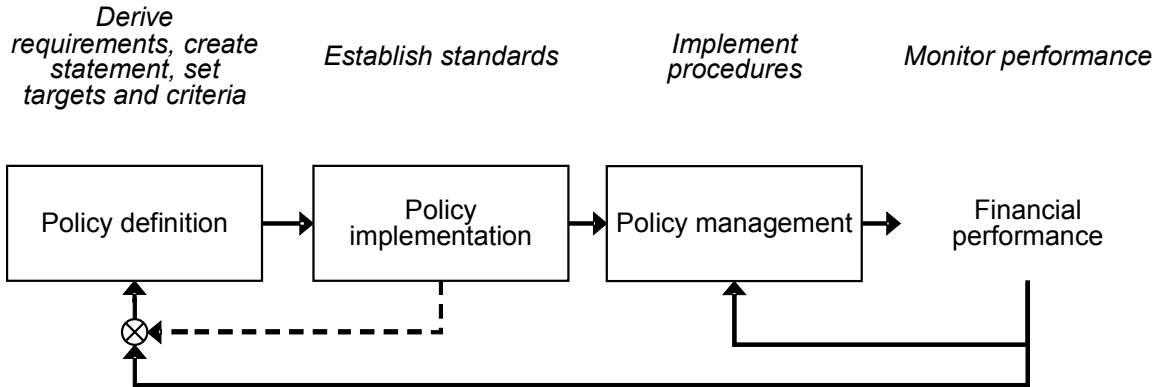 Derive
requirements, create
statement, set
targets and criteria
Establish standards
Implement
procedures
Monitor performance
Policy definition
Policy
implementation
Policy management
Financial
performance